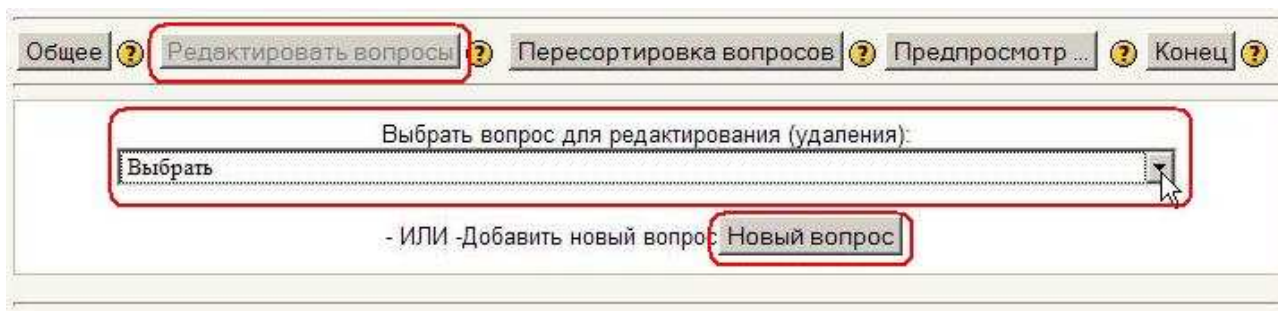 Общее ? Редактировать вопросы ? Пересортировка вопросов ? Предпросмотр ... ? Конец ?
Выбрать вопрос для редактирования (удаления):
Выбрать
- ИЛИ -Добавить новый вопрос Новый вопрос